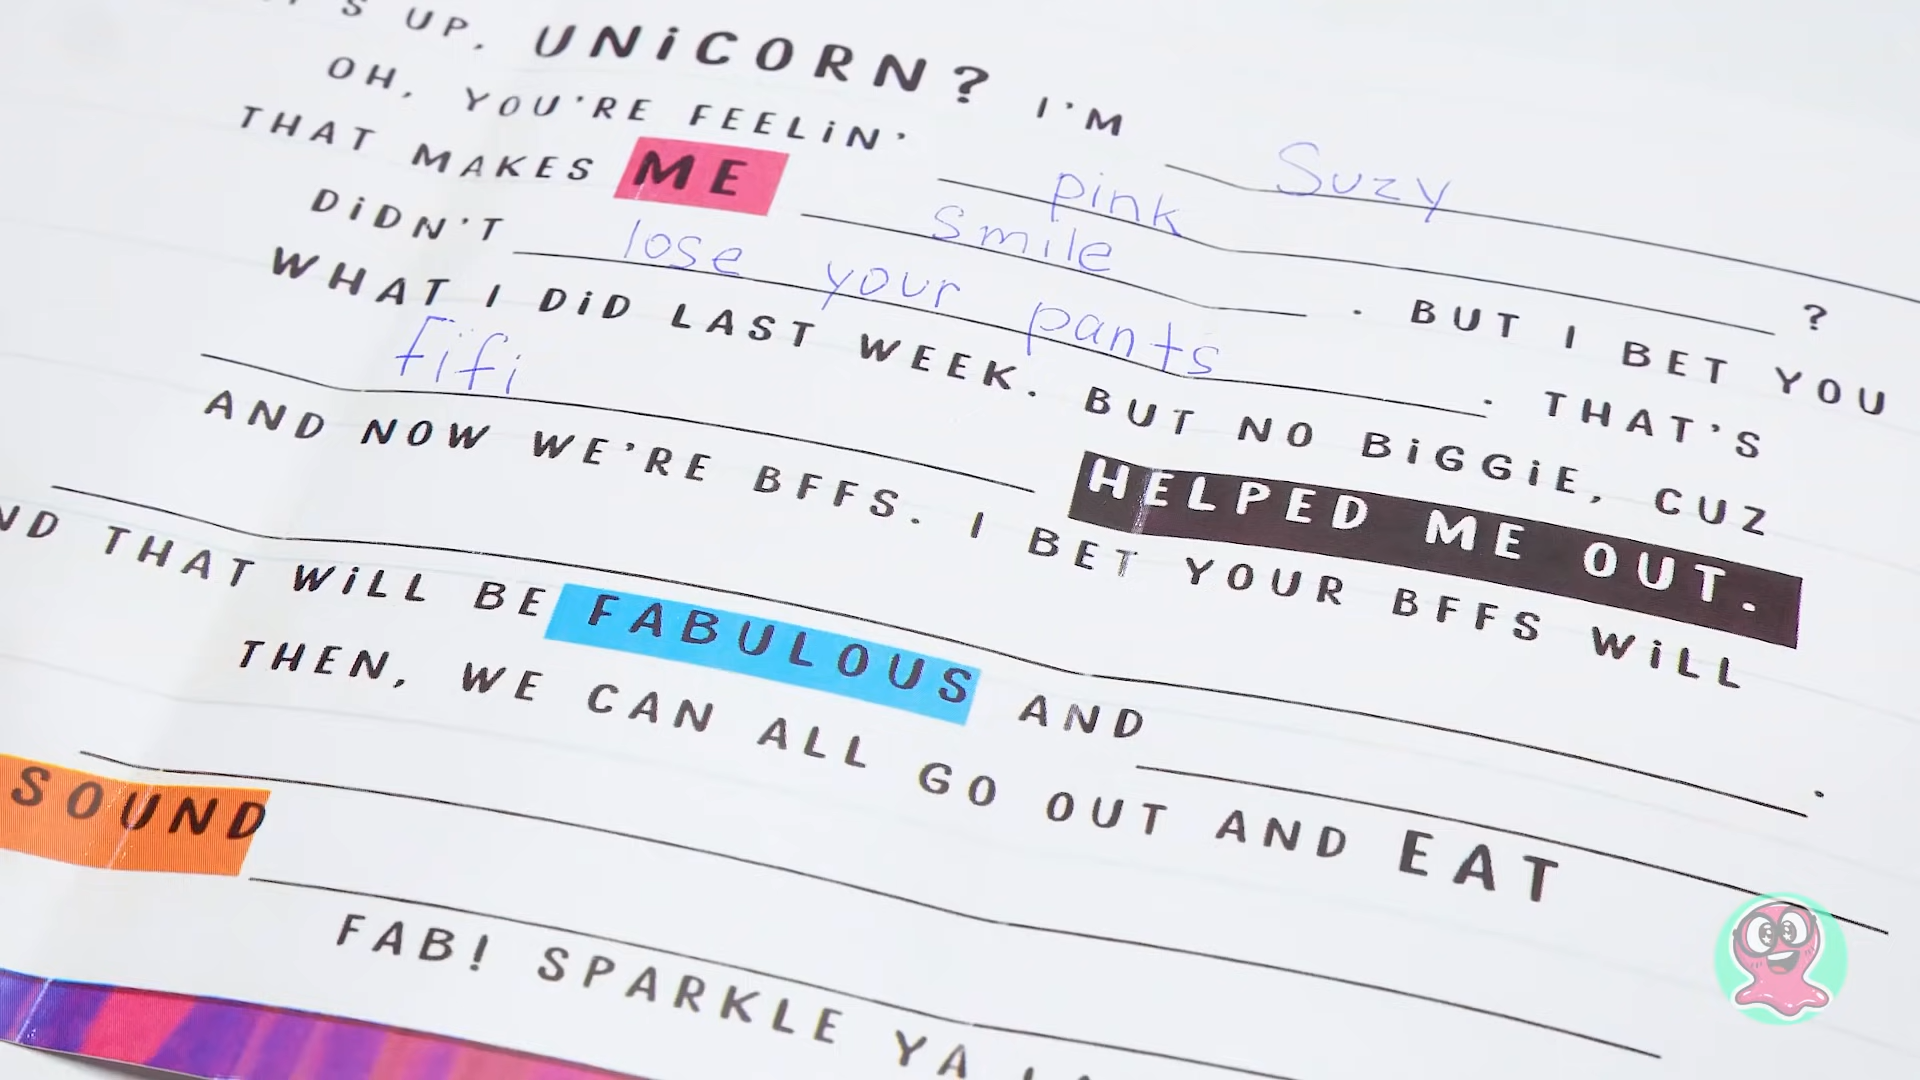 'S UP, UNiCORN? I'M Suzy
OH, YOU'RE FEELiN' pink ?
THAT MAKES ME smile . BUT I BET YOU
DiDN'T lose your pants . THAT'S
WHAT I DiD LAST WEEK. BUT NO BiGGiE, CUZ
fifi HELPED ME OUT.
AND NOW WE'RE BFFS. I BET YOUR BFFS WiLL
.
THAT WiLL BE FABULOUS AND
THEN, WE CAN ALL GO OUT AND EAT
SOUND
FAB! SPARKLE YA